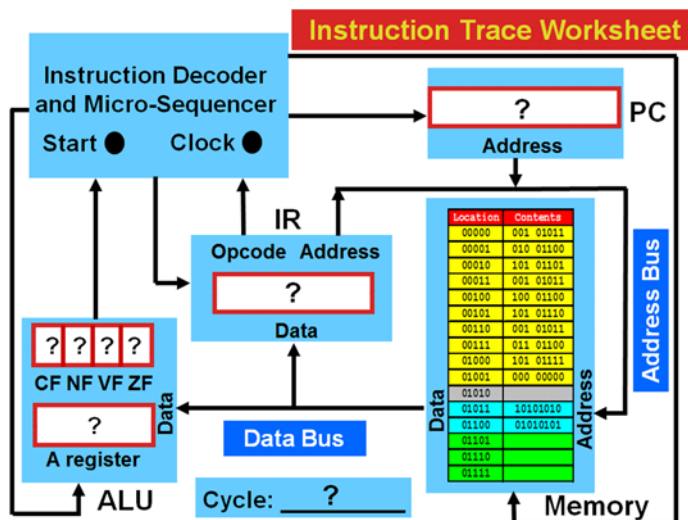 Instruction Trace Worksheet
Instruction Decoder
and Micro-Sequencer
Start
Clock
?
PC
Address
IR
Opcode Address
?
Data
? ? ? ?
CF NF VF ZF
?
A register
Data
ALU
Data Bus
Cycle: ?
Location Contents
00000 001 01011
00001 010 01100
00010 101 01101
00011 001 01011
00100 100 01100
00101 101 01110
00110 001 01011
00111 011 01100
01000 101 01111
01001 000 00000
01010
01011 10101010
01100 01010101
01101
01110
01111
Data
Address
Memory
Address Bus